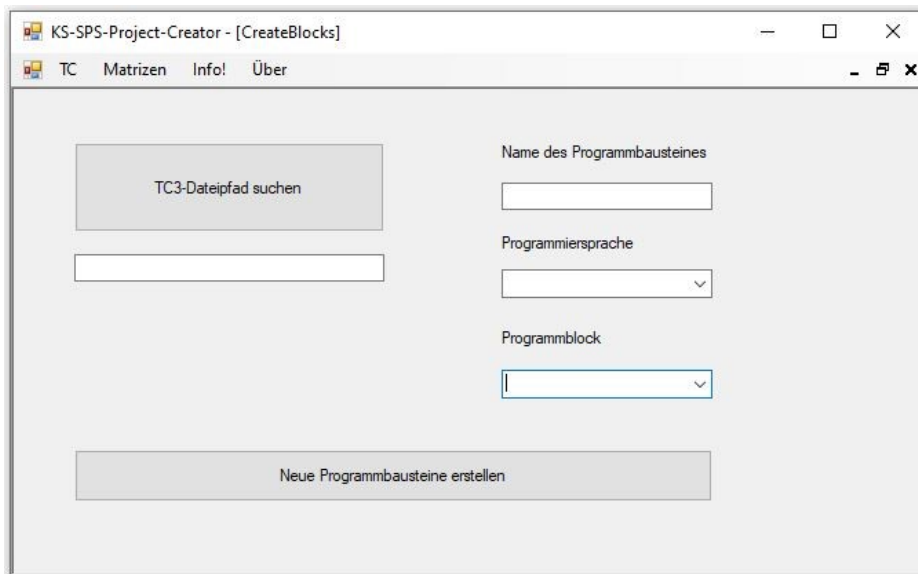 KS-SPS-Project-Creator - [CreateBlocks]
TC Matrizen Info! Über
TC3-Dateipfad suchen
Name des Programmbausteines
Programmiersprache
Programmblock
Neue Programmbausteine erstellen